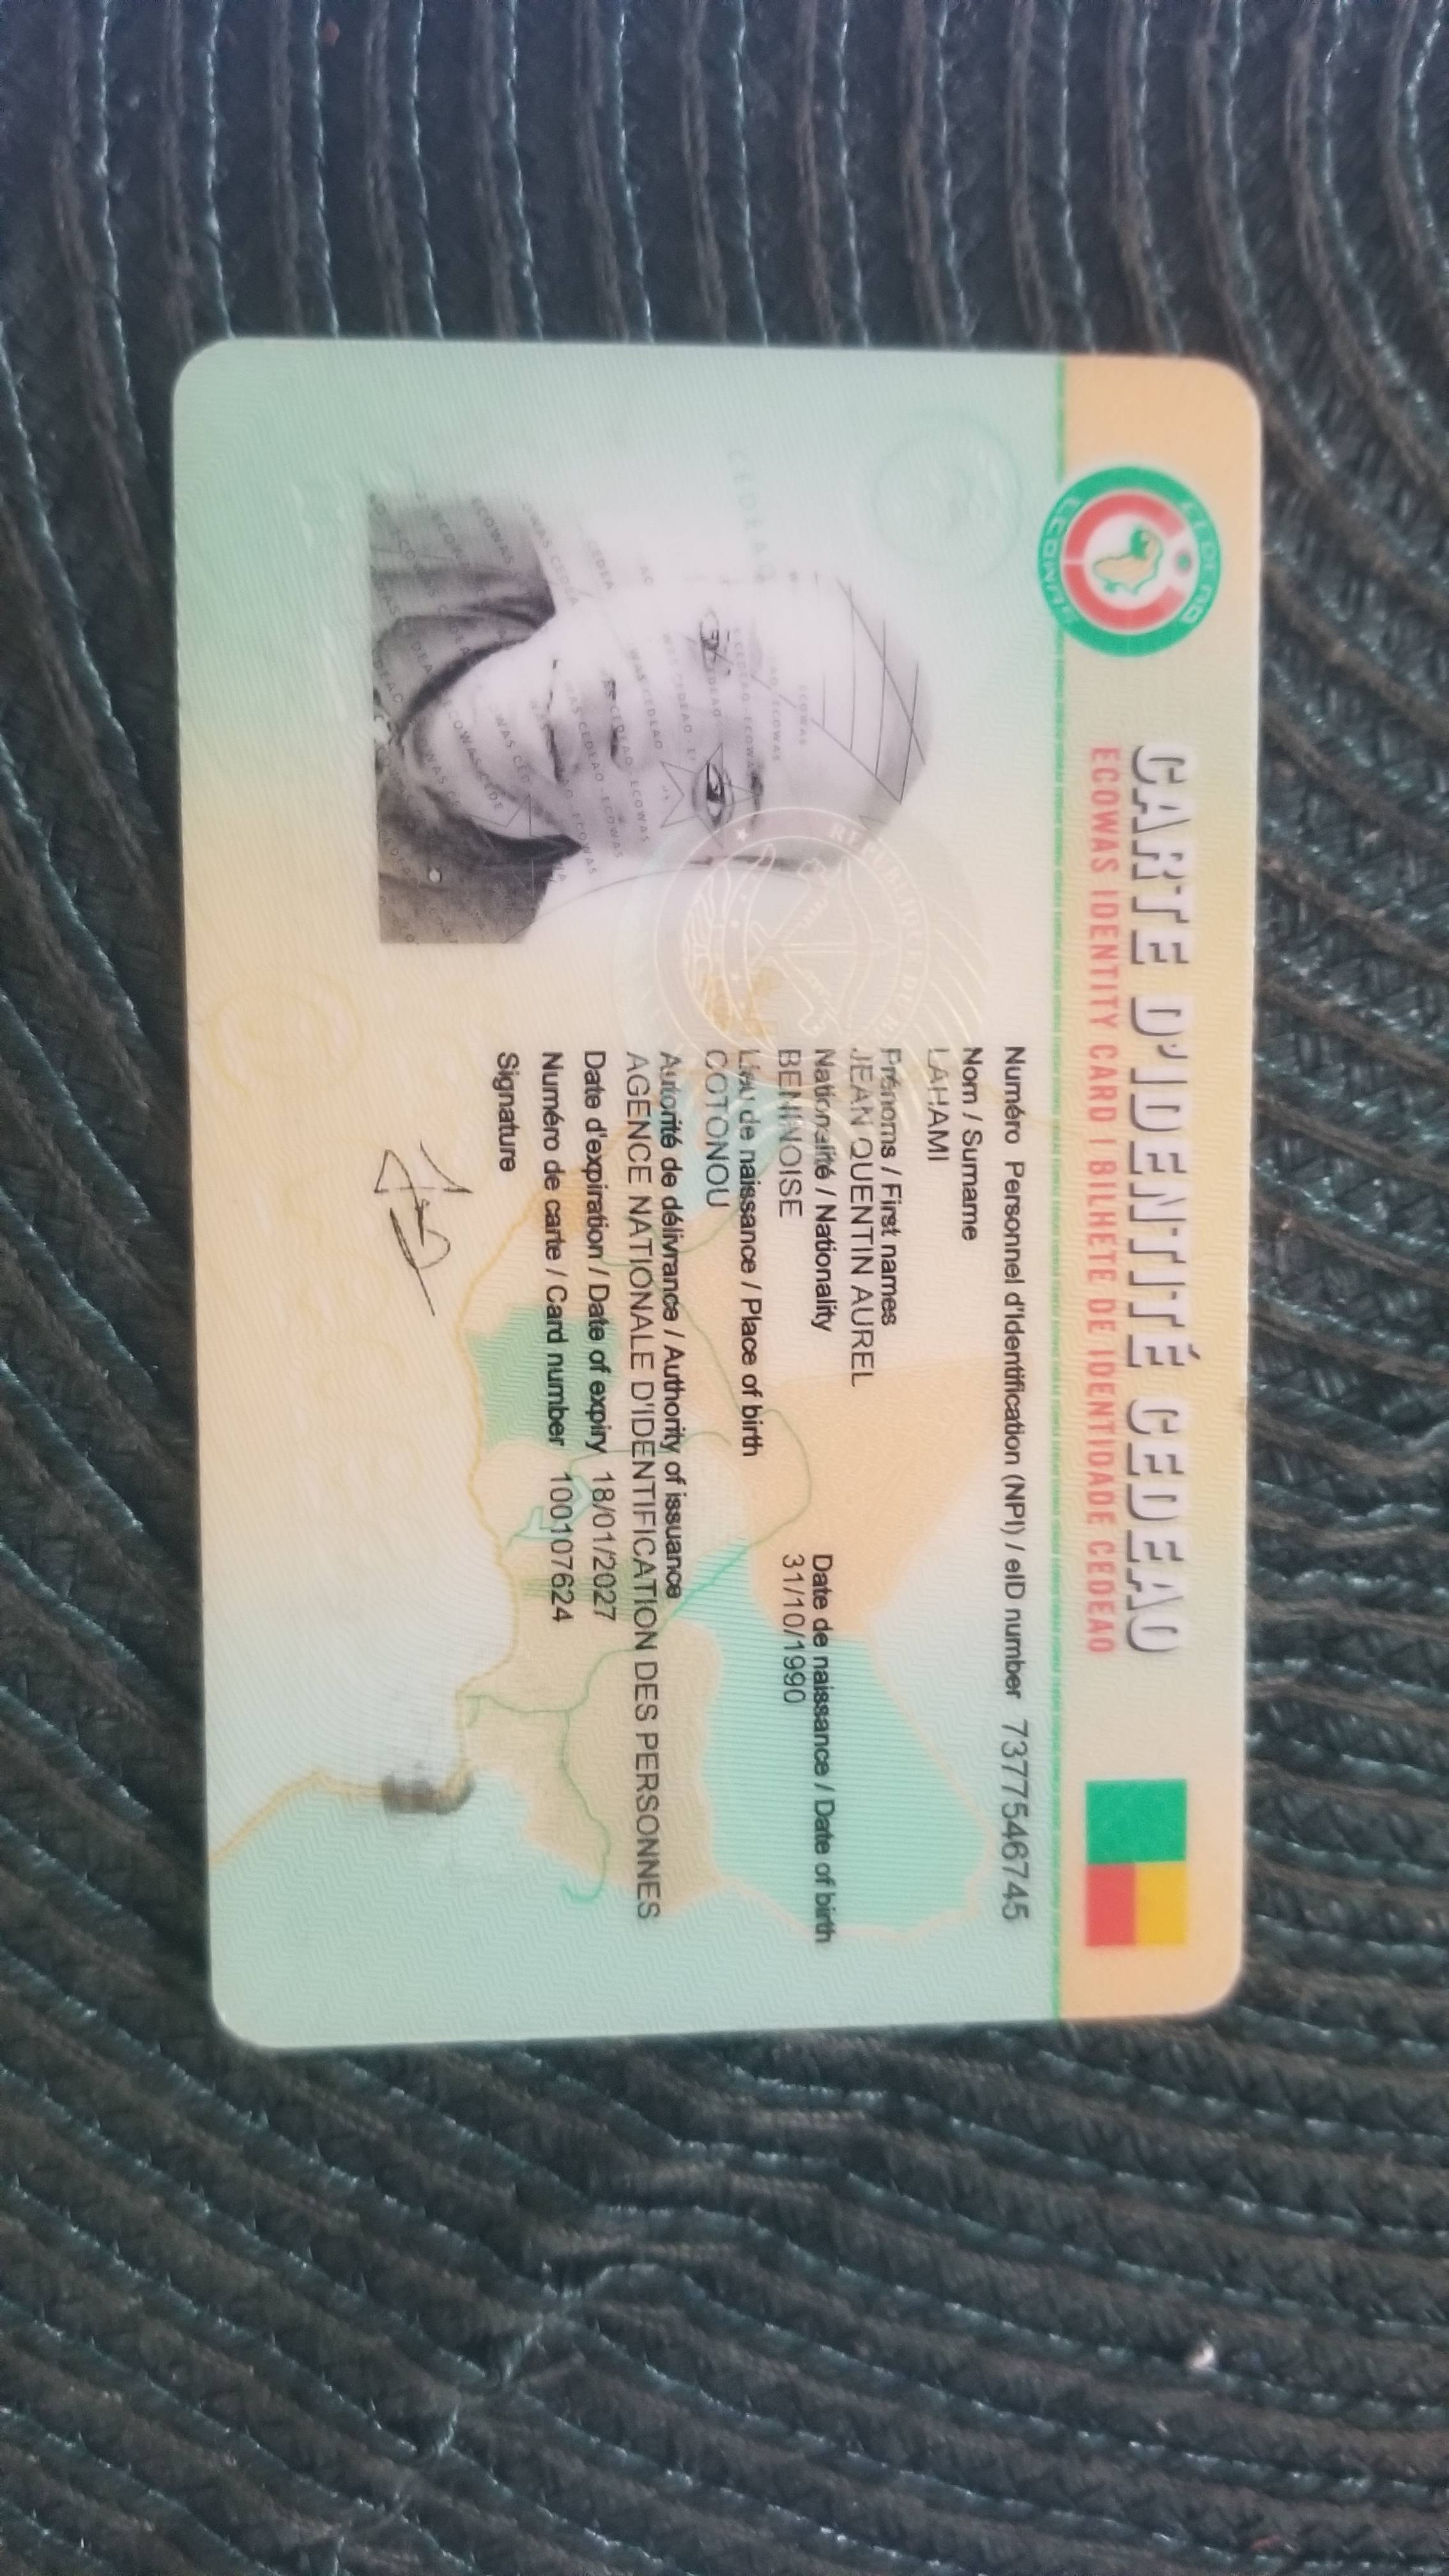 CARTE D'IDENTITÉ CEDEAO
ECOWAS IDENTITY CARD | BILHETE DE IDENTIDADE CEDEAO
CEDEAO
ECOWAS
Numéro Personnel d'Identification (NPI) / eID number 7377546745
Nom / Surname
LAHAMI
Prénoms / First names
JEAN QUENTIN AUREL
Nationalité / Nationality Date de naissance / Date of birth
BENINOISE 31/10/1990
Lieu de naissance / Place of birth
COTONOU
Autorité de délivrance / Authority of issuance
AGENCE NATIONALE D'IDENTIFICATION DES PERSONNES
Date d'expiration / Date of expiry 18/01/2027
Numéro de carte / Card number 100107624
Signature